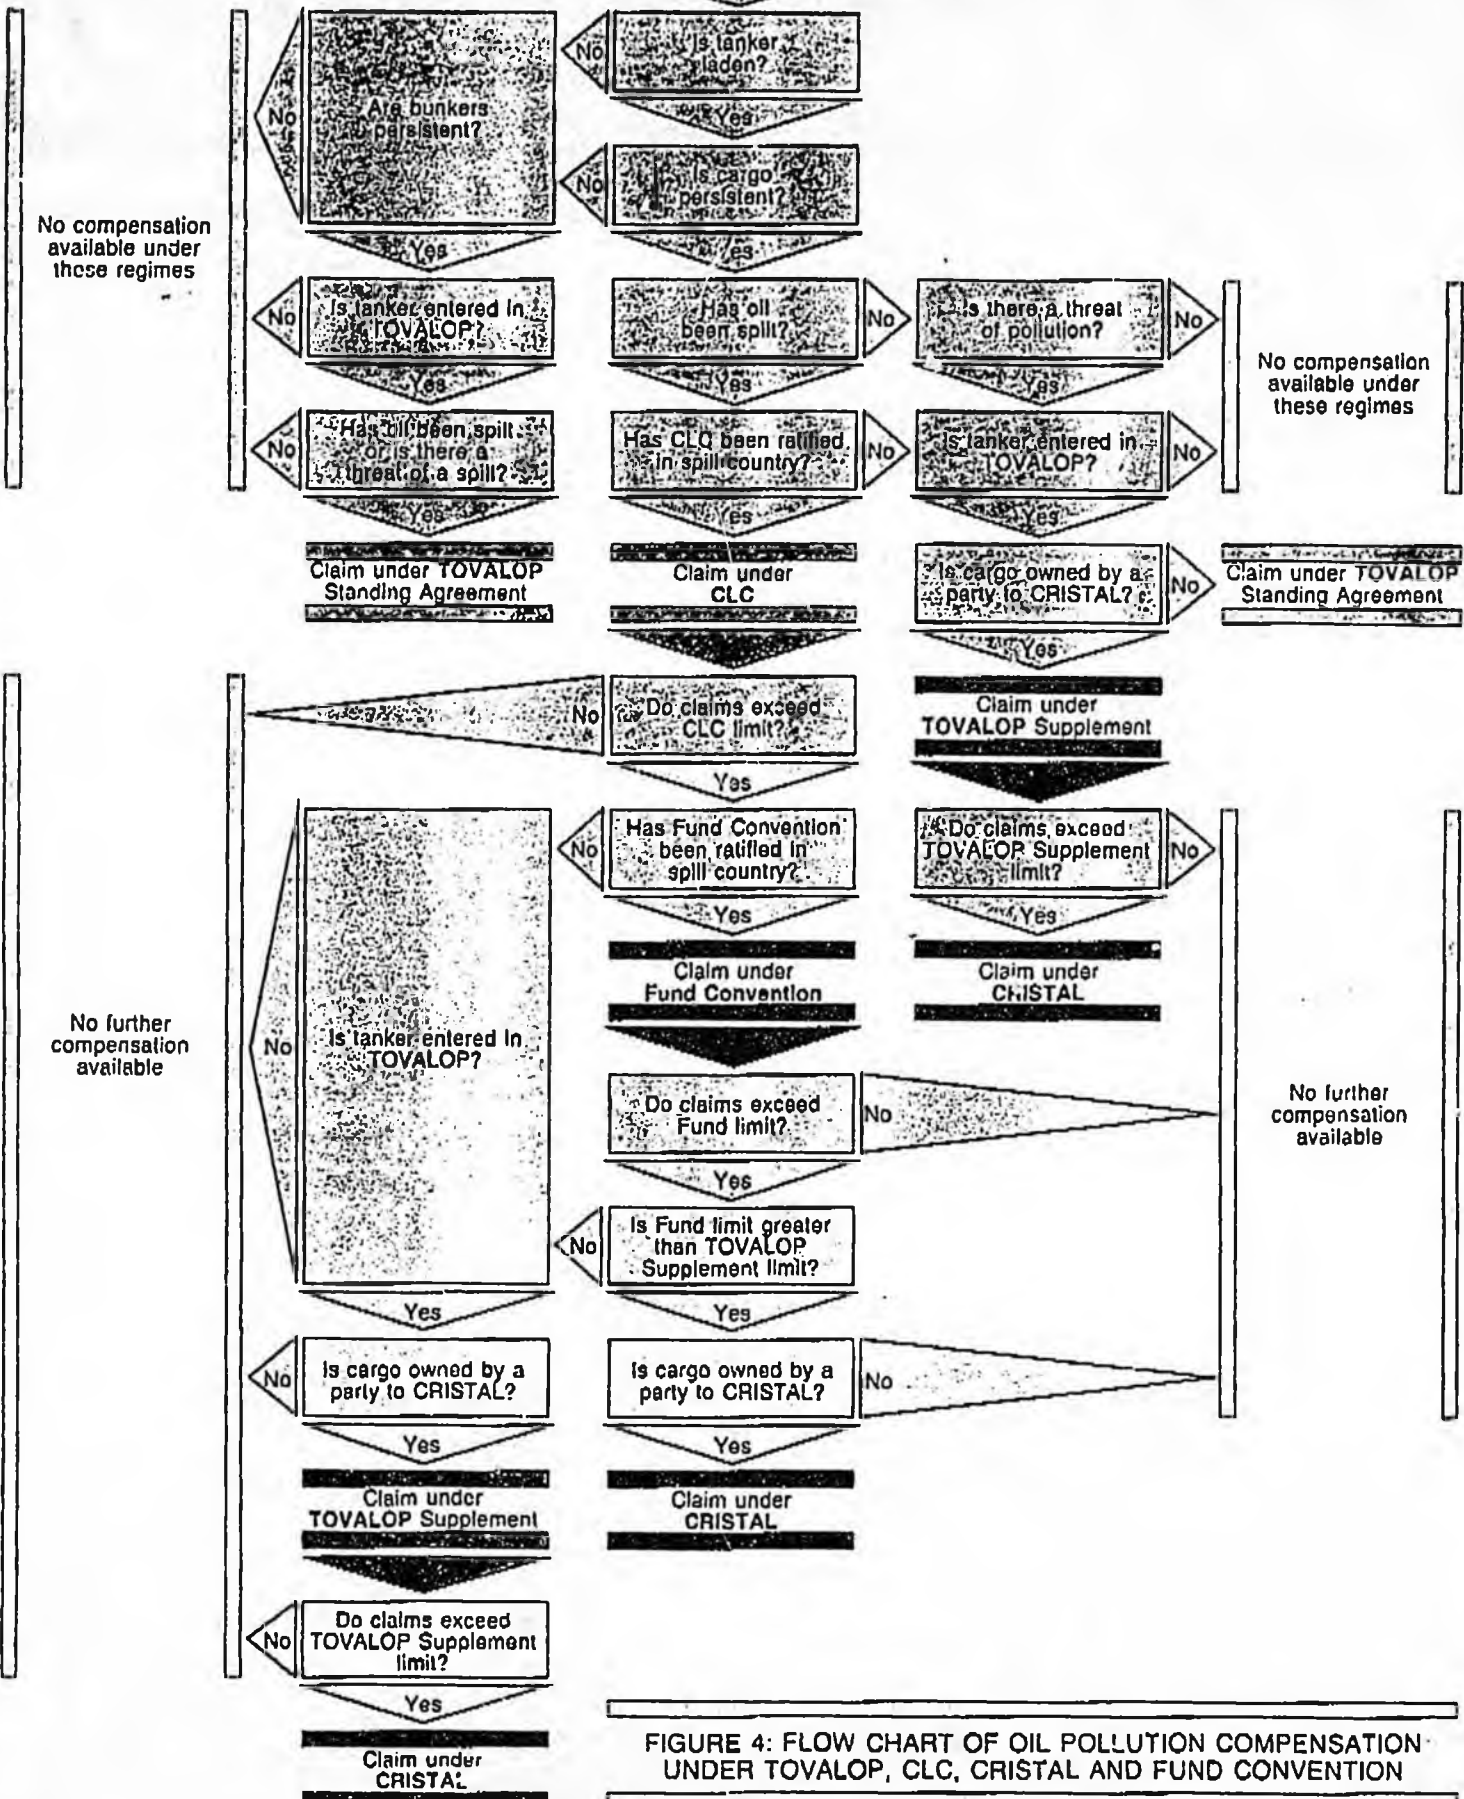 Is tanker
laden?
No
Yes
Are bunkers
persistent?
No
Yes
Is cargo
persistent?
No
Yes
No compensation
available under
these regimes
Is tanker entered in
TOVALOP?
No
Yes
Has oil
been spilt?
No
Yes
Is there a threat
of pollution?
No
Yes
No compensation
available under
these regimes
Has oil been spilt
or is there a
threat of a spill?
No
Yes
Has CLC been ratified
in spill country?
No
Yes
Is tanker entered in
TOVALOP?
No
Yes
Claim under TOVALOP
Standing Agreement
Claim under
CLC
Is cargo owned by a
party to CRISTAL?
No
Yes
Claim under TOVALOP
Standing Agreement
Do claims exceed
CLC limit?
No
Yes
Claim under
TOVALOP Supplement
Has Fund Convention
been ratified in
spill country?
No
Yes
Do claims exceed
TOVALOP Supplement
limit?
No
Yes
Claim under
Fund Convention
Claim under
CRISTAL
No further
compensation
available
Is tanker entered in
TOVALOP?
No
Yes
Do claims exceed
Fund limit?
No
Yes
No further
compensation
available
Is Fund limit greater
than TOVALOP
Supplement limit?
No
Yes
Is cargo owned by a
party to CRISTAL?
No
Yes
Is cargo owned by a
party to CRISTAL?
No
Yes
Claim under
TOVALOP Supplement
Claim under
CRISTAL
Do claims exceed
TOVALOP Supplement
limit?
No
Yes
Claim under
CRISTAL
FIGURE 4: FLOW CHART OF OIL POLLUTION COMPENSATION
UNDER TOVALOP, CLC, CRISTAL AND FUND CONVENTION